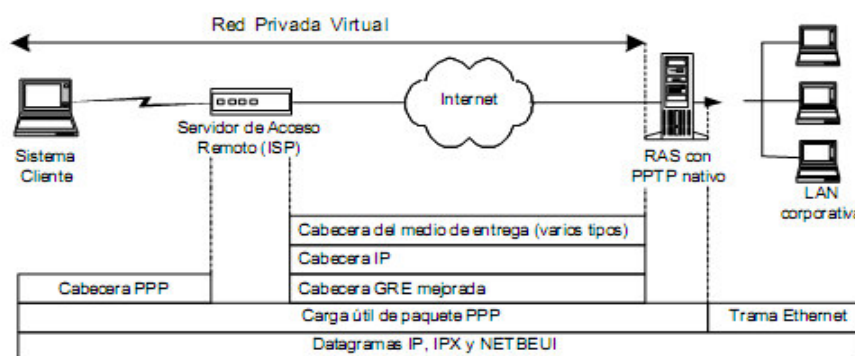 Red Privada Virtual
Internet
Servidor de Acceso
Remoto (ISP)
Sistema
Cliente
RAS con
PPTP nativo
LAN
corporativa
Cabecera del medio de entrega (varios tipos)
Cabecera IP
Cabecera PPP
Cabecera GRE mejorada
Carga útil de paquete PPP
Trama Ethernet
Datagramas IP, IPX y NETBEUI